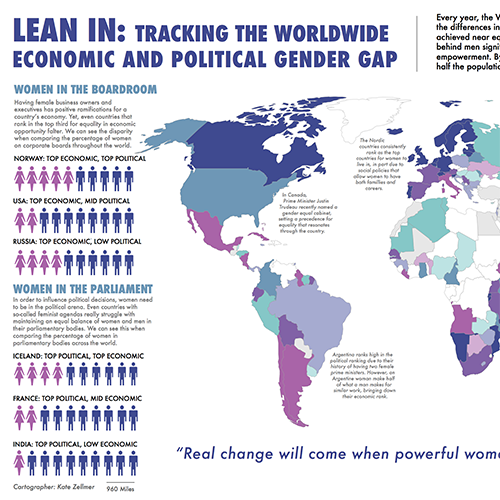 LEAN IN: TRACKING THE WORLDWIDE
ECONOMIC AND POLITICAL GENDER GAP
Every year, the
the differences in
achieved near
behind men
empowerment.
half the
WOMEN IN THE BOARDROOM
Having female business owners and
executives has positive ramifications for a
country's economy. Yet, even countries that
rank in the top third for equality in economic
opportunity falter. We can see the disparity
when comparing the percentage of women
on corporate boards throughout the world.
NORWAY: TOP ECONOMIC, TOP POLITICAL
USA: TOP ECONOMIC, MID POLITICAL
RUSSIA: TOP ECONOMIC, LOW POLITICAL
WOMEN IN THE PARLIAMENT
In order to influence political decisions, women need
to be in the political arena. Even countries with
so-called feminist agendas really struggle with
maintaining an equal balance of women and men in
their parliamentary bodies. We can see this when
comparing the percentage of women in
parliamentary bodies across the world.
ICELAND: TOP POLITICAL, TOP ECONOMIC
FRANCE: TOP POLITICAL, MID ECONOMIC
INDIA: TOP POLITICAL, LOW ECONOMIC
Cartographer: Kate Zellmer
960 Miles
The Nordic
countries consistently
rank as the top
countries for women to
live in, in part due to
social policies that
allow women to have
both families and
careers.
In Canada,
Prime Minister Justin
Trudeau recently named a
gender equal cabinet,
setting a precedence for
equality that resonates
through the country.
Argentina ranks high in the
political ranking due to their
history of having two female
prime ministers. However, an
Argentine woman make half
of what a man makes for
similar work, bringing down
their economic rank.
"Real change will come when powerful